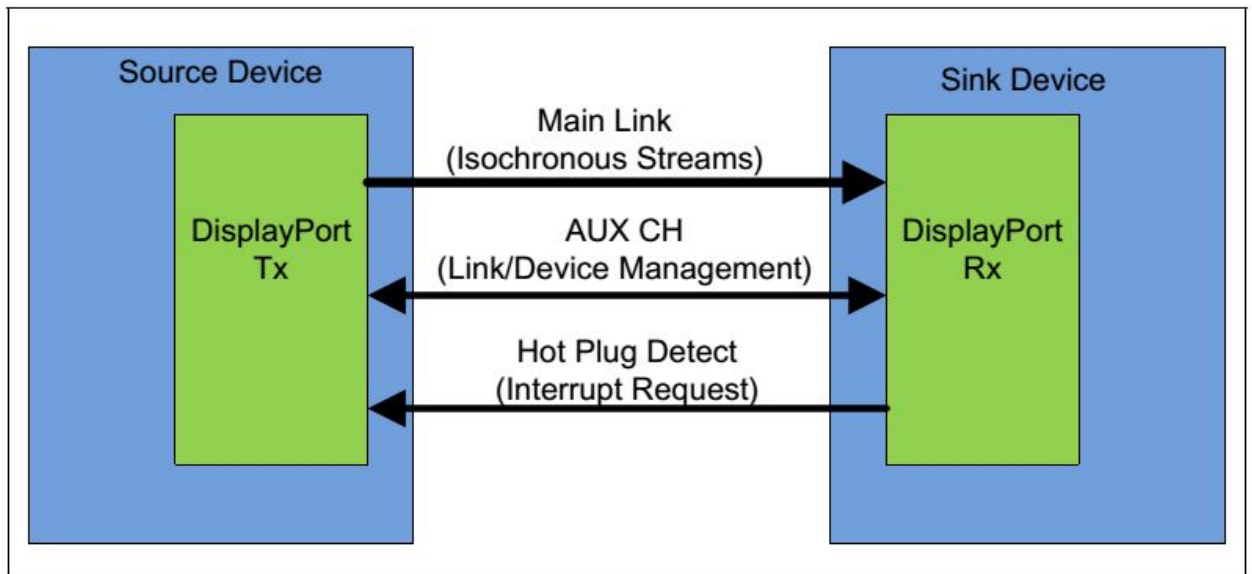 Source Device
Sink Device
Main Link
(Isochronous Streams)
DisplayPort
Tx
AUX CH
(Link/Device Management)
DisplayPort
Rx
Hot Plug Detect
(Interrupt Request)